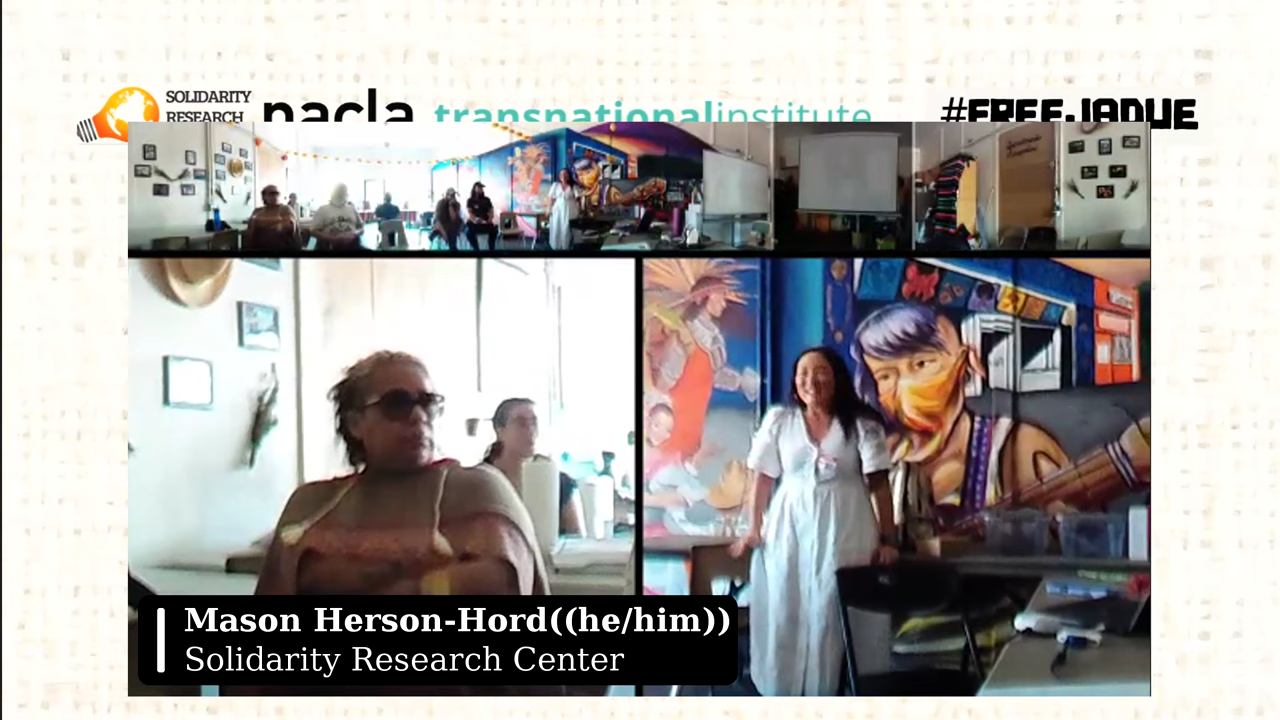 SOLIDARITY
RESEARCH
nacla
transnationalinstitute
#FREEJADUE
Mason Herson-Hord((he/him))
Solidarity Research Center